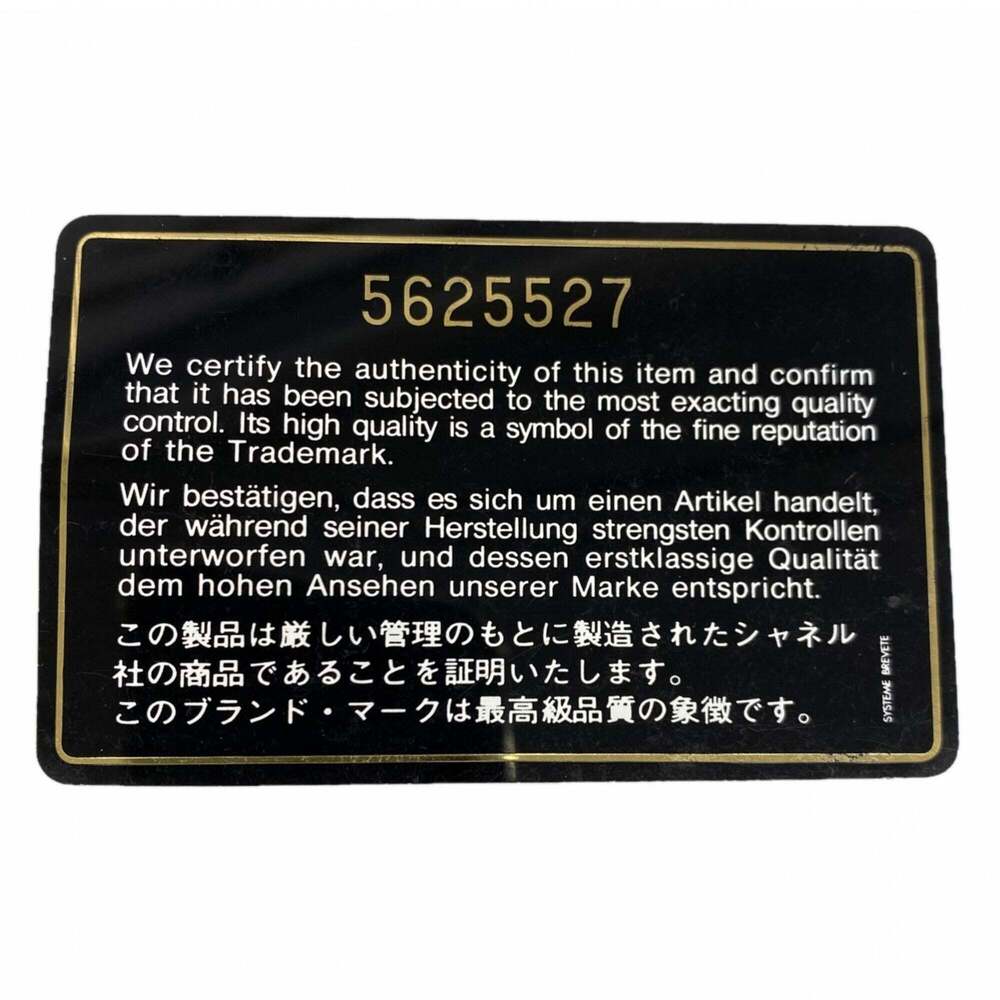 5625527
We certify the authenticity of this item and confirm
that it has been subjected to the most exacting quality
control. Its high quality is a symbol of the fine reputation
of the Trademark.
Wir bestätigen, dass es sich um einen Artikel handelt,
der während seiner Herstellung strengsten Kontrollen
unterworfen war, und dessen erstklassige Qualität
dem hohen Ansehen unserer Marke entspricht.
この製品は厳しい管理のもとに製造されたシャネル
社の商品であることを証明いたします。
このブランド・マークは最高級品質の象徴です。
SYSTEME BREVETE